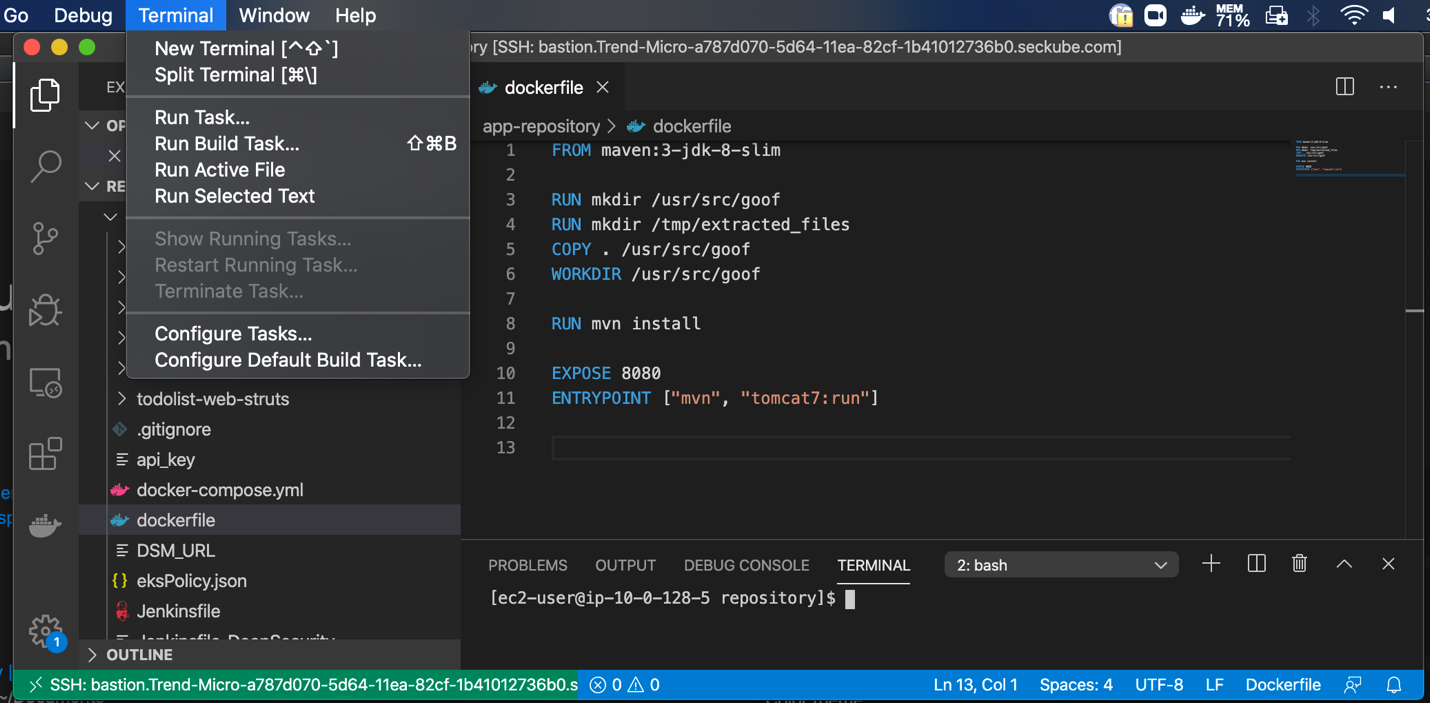 Go Debug Terminal Window Help MEM 71%
ory [SSH: bastion.Trend-Micro-a787d070-5d64-11ea-82cf-1b41012736b0.seckube.com]
New Terminal [^⇧`]
Split Terminal [⌘\]
Run Task...
Run Build Task... ⇧⌘B
Run Active File
Run Selected Text
Show Running Tasks...
Restart Running Task...
Terminate Task...
Configure Tasks...
Configure Default Build Task...
EX
OP
RE
todolist-web-struts
.gitignore
api_key
docker-compose.yml
dockerfile
DSM_URL
{} eksPolicy.json
Jenkinsfile
Jenkinsfile-DeepSecurity
OUTLINE
1
dockerfile
app-repository > dockerfile
1 FROM maven:3-jdk-8-slim
2
3 RUN mkdir /usr/src/goof
4 RUN mkdir /tmp/extracted_files
5 COPY . /usr/src/goof
6 WORKDIR /usr/src/goof
7
8 RUN mvn install
9
10 EXPOSE 8080
11 ENTRYPOINT ["mvn", "tomcat7:run"]
12
13
PROBLEMS OUTPUT DEBUG CONSOLE TERMINAL 2: bash
[ec2-user@ip-10-0-128-5 repository]$
SSH: bastion.Trend-Micro-a787d070-5d64-11ea-82cf-1b41012736b0.s 0 0 Ln 13, Col 1 Spaces: 4 UTF-8 LF Dockerfile